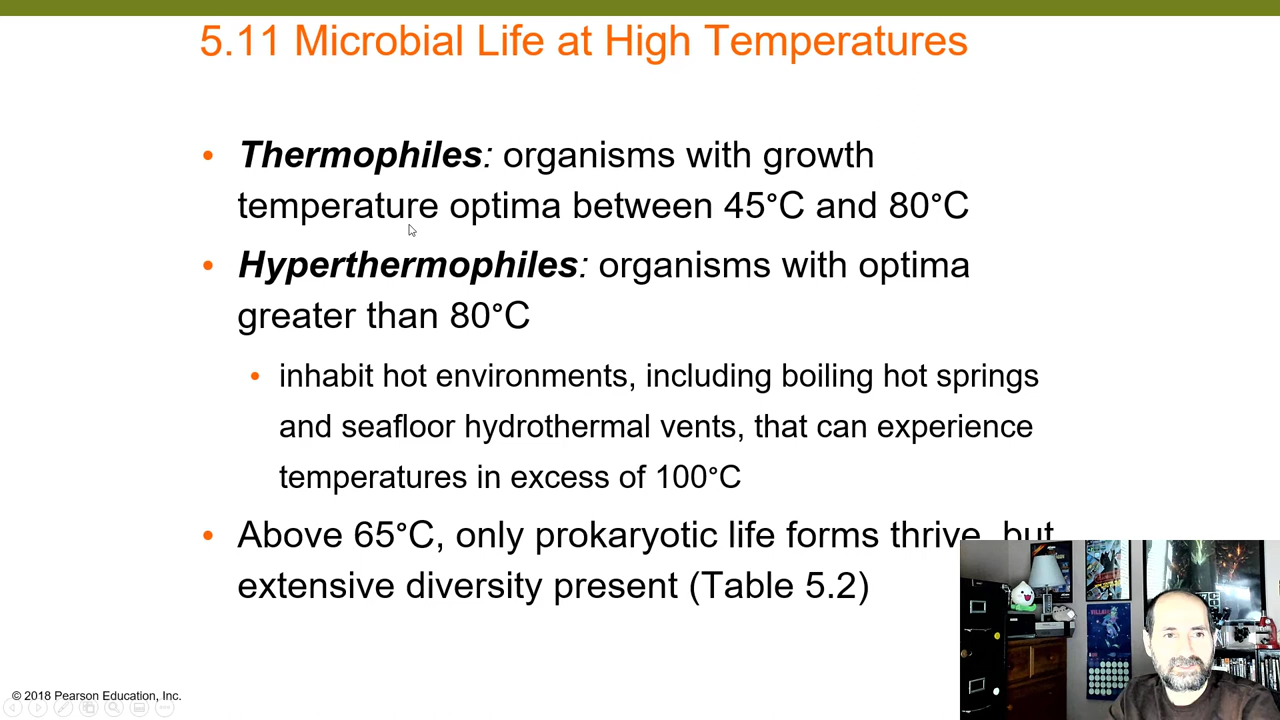 5.11 Microbial Life at High Temperatures
• Thermophiles: organisms with growth
temperature optima between 45°C and 80°C
• Hyperthermophiles: organisms with optima
greater than 80°C
• inhabit hot environments, including boiling hot springs
and seafloor hydrothermal vents, that can experience
temperatures in excess of 100°C
• Above 65°C, only prokaryotic life forms thrive, but
extensive diversity present (Table 5.2)
© 2018 Pearson Education, Inc.